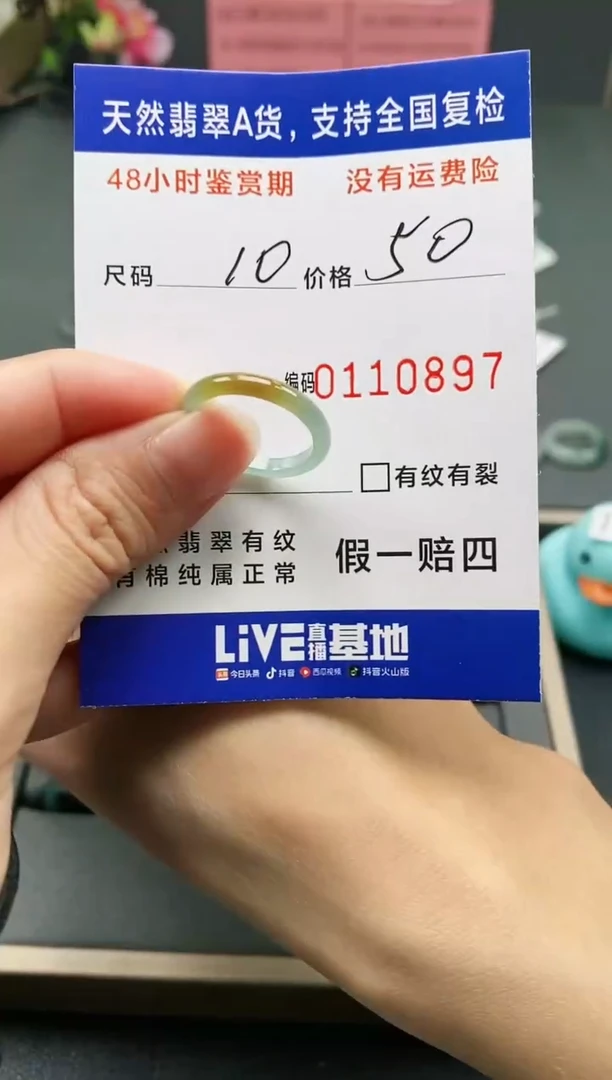 天然翡翠A货，支持全国复检
48小时鉴赏期 没有运费险
尺码 10 价格 50
编码0110897
□有纹有裂
翡翠有纹
有棉纯属正常
假一赔四
LiVE直播基地
头条 今日头条 抖音 西瓜视频 抖音火山版